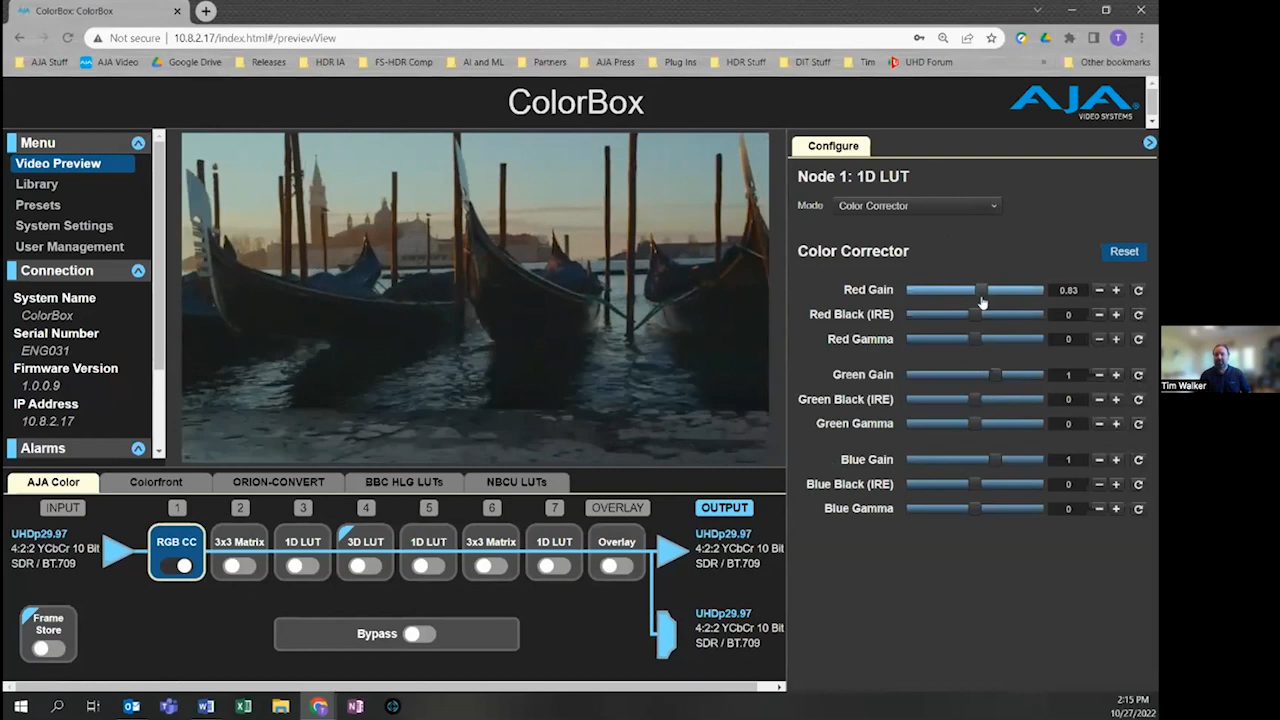 ColorBox: ColorBox
Not secure | 10.8.2.17/index.html#/previewView
T
AJA Stuff AJA Video Google Drive Releases HDR IA FS-HDR Comp AI and ML Partners AJA Press Plug Ins HDR Stuff DIT Stuff Tim UHD Forum » Other bookmarks
ColorBox
AJA
VIDEO SYSTEMS
Menu
Video Preview
Library
Presets
System Settings
User Management
Connection
System Name
ColorBox
Serial Number
ENG031
Firmware Version
1.0.0.9
IP Address
10.8.2.17
Alarms
Configure
Node 1: 1D LUT
Mode Color Corrector
Color Corrector Reset
Red Gain 0.83
Red Black (IRE) 0
Red Gamma 0
Green Gain 1
Green Black (IRE) 0
Green Gamma 0
Blue Gain 1
Blue Black (IRE) 0
Blue Gamma 0
Tim Walker
AJA Color Colorfront ORION-CONVERT BBC HLG LUTs NBCU LUTs
INPUT 1 2 3 4 5 6 7 OVERLAY OUTPUT
UHDp29.97
4:2:2 YCbCr 10 Bit
SDR / BT.709
RGB CC 3x3 Matrix 1D LUT 3D LUT 1D LUT 3x3 Matrix 1D LUT Overlay
UHDp29.97
4:2:2 YCbCr 10 Bit
SDR / BT.709
Frame
Store
Bypass
UHDp29.97
4:2:2 YCbCr 10 Bit
SDR / BT.709
2:15 PM
10/27/2022